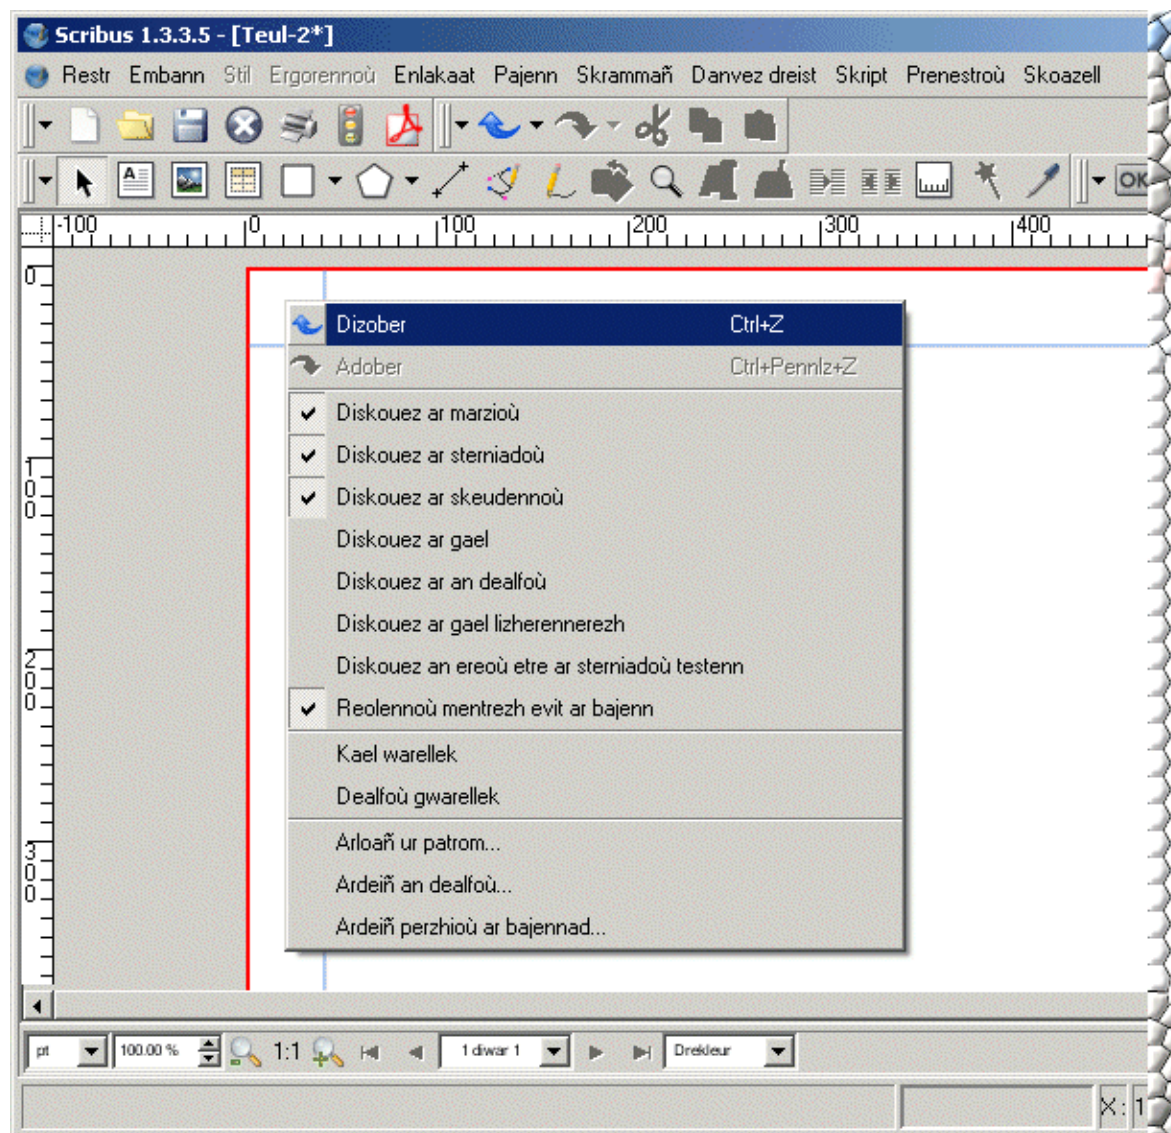 Scribus 1.3.3.5 - [Teul-2*]
Restr Embann Stil Ergorennoù Enlakaat Pajenn Skrammañ Danvez dreist Skript Prenestroù Skoazell
OK
-100 0 100 200 300 400
0
Dizober Ctrl+Z
Adober Ctrl+Pennlz+Z
Diskouez ar marzioù
Diskouez ar sterniadoù
100
Diskouez ar skeudennoù
Diskouez ar gael
Diskouez ar an dealfoù
Diskouez ar gael lizherennerezh
Diskouez an ereoù etre ar sterniadoù testenn
200
Reolennoù mentrezh evit ar bajenn
Kael warellek
Dealfoù gwarellek
Arloañ ur patrom...
300
Ardeiñ an dealfoù...
Ardeiñ perzhioù ar bajennad...
pt 100.00 % 1:1 1 diwar 1 Drekleur
X: 1